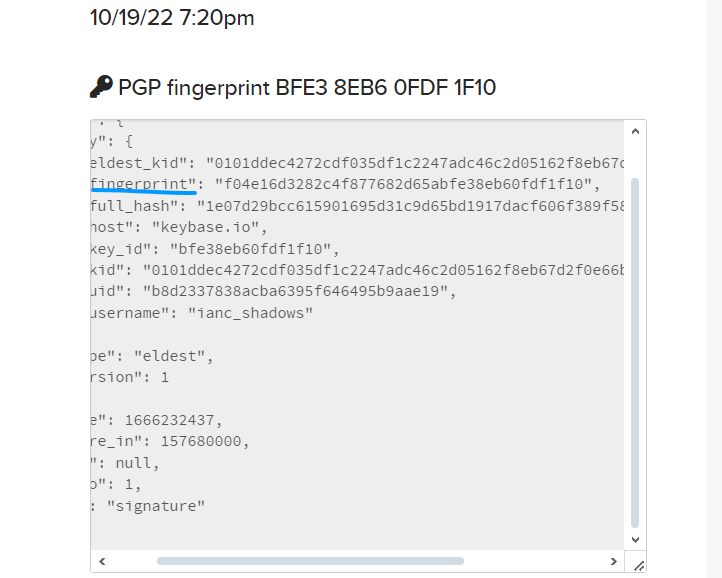 10/19/22 7:20pm
PGP fingerprint BFE3 8EB6 0FDF 1F10
": {
y": {
eldest_kid": "0101ddec4272cdf035df1c2247adc46c2d05162f8eb67d
fingerprint": "f04e16d3282c4f877682d65abfe38eb60fdf1f10",
full_hash": "1e07d29bcc615901695d31c9d65bd1917dacf606f389f58
host": "keybase.io",
key_id": "bfe38eb60fdf1f10",
kid": "0101ddec4272cdf035df1c2247adc46c2d05162f8eb67d2f0e66b
uid": "b8d2337838acba6395f646495b9aae19",
username": "ianc_shadows"
pe": "eldest",
rsion": 1
e": 1666232437,
re_in": 157680000,
": null,
o": 1,
: "signature"